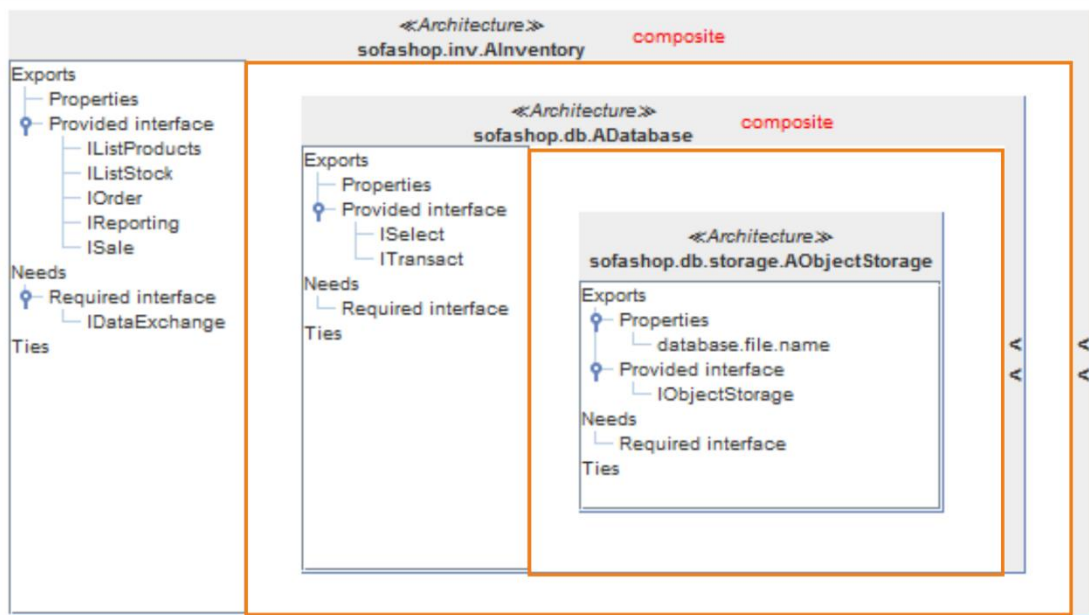 ≪Architecture≫
sofashop.inv.AInventory
composite
Exports
Properties
Provided interface
IListProducts
IListStock
IOrder
IReporting
ISale
Needs
Required interface
IDataExchange
Ties
≪Architecture≫
sofashop.db.ADatabase
composite
Exports
Properties
Provided interface
ISelect
ITransact
Needs
Required interface
Ties
≪Architecture≫
sofashop.db.storage.AObjectStorage
Exports
Properties
database.file.name
Provided interface
IObjectStorage
Needs
Required interface
Ties
< <
< <